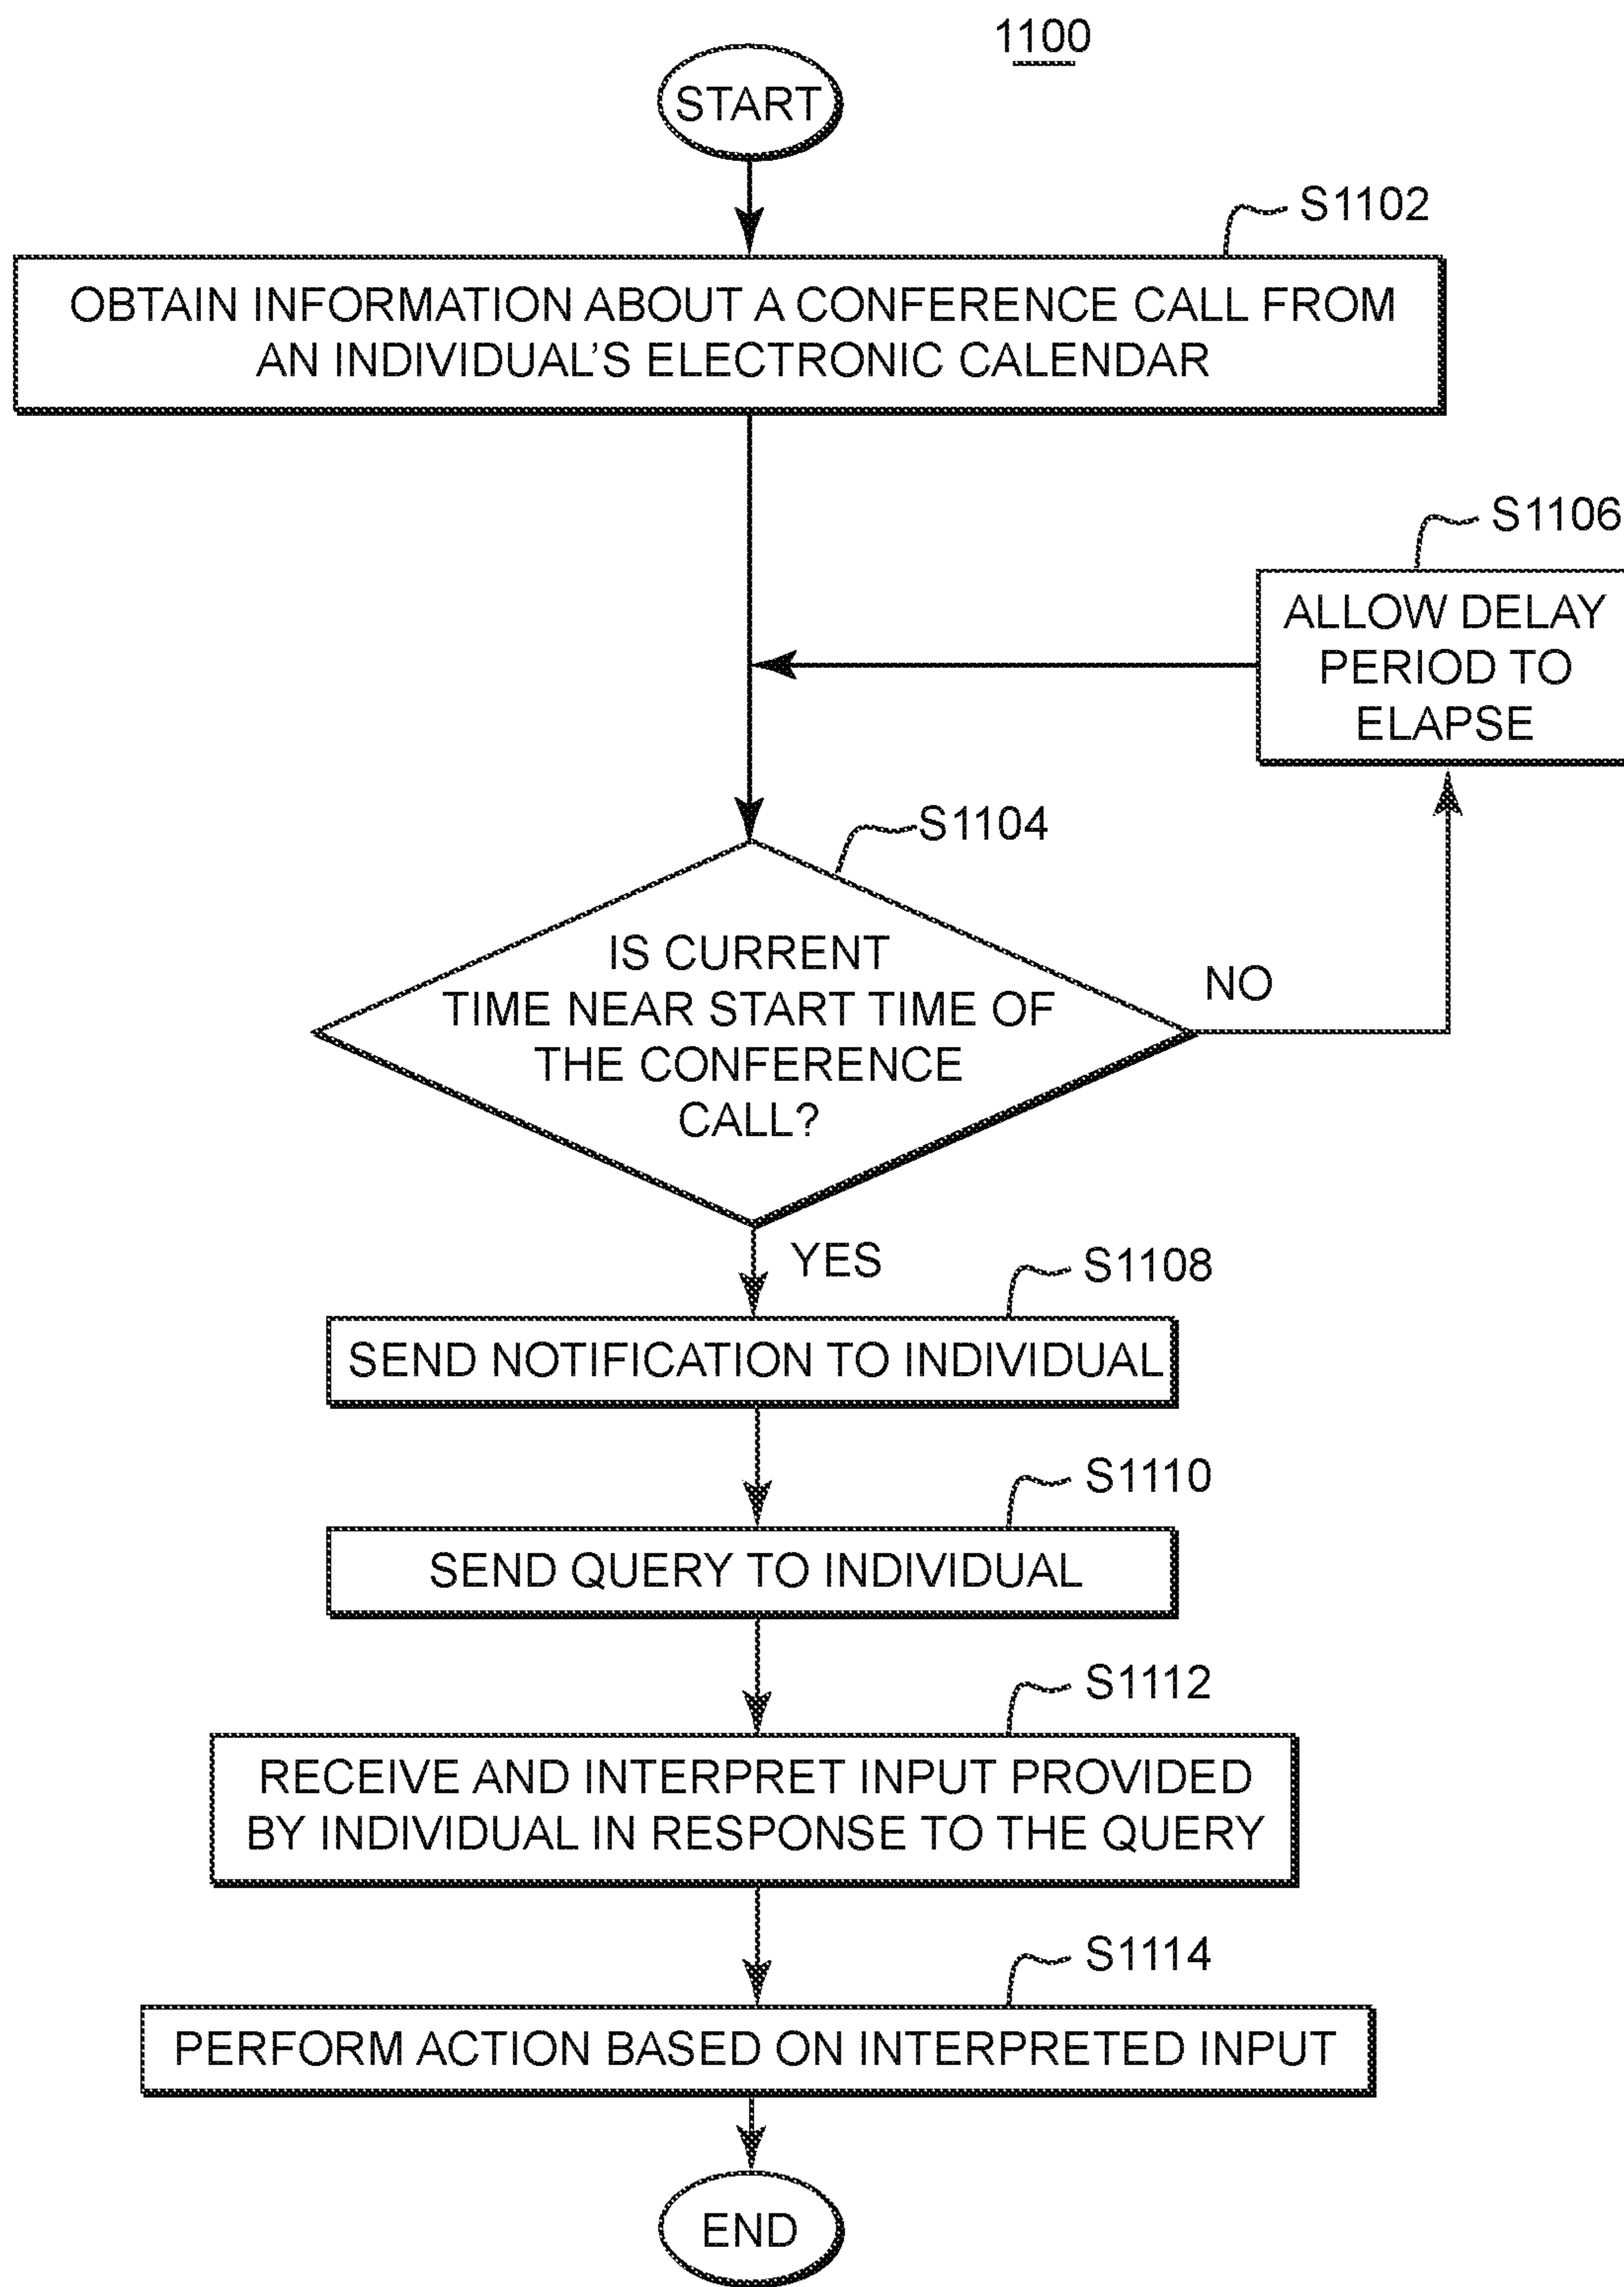 1100
START
S1102
OBTAIN INFORMATION ABOUT A CONFERENCE CALL FROM
AN INDIVIDUAL'S ELECTRONIC CALENDAR
S1106
ALLOW DELAY
PERIOD TO
ELAPSE
S1104
IS CURRENT
TIME NEAR START TIME OF
THE CONFERENCE
CALL?
NO
YES
S1108
SEND NOTIFICATION TO INDIVIDUAL
S1110
SEND QUERY TO INDIVIDUAL
S1112
RECEIVE AND INTERPRET INPUT PROVIDED
BY INDIVIDUAL IN RESPONSE TO THE QUERY
S1114
PERFORM ACTION BASED ON INTERPRETED INPUT
END